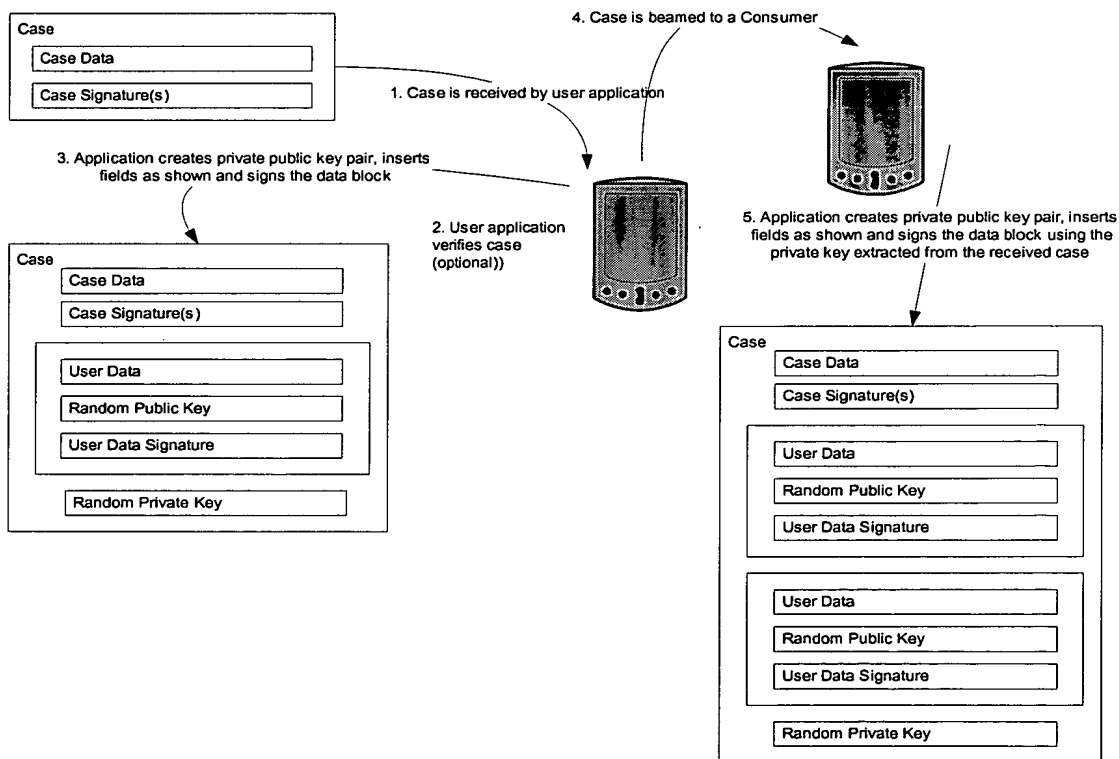 Case
Case Data
Case Signature(s)
1. Case is received by user application
4. Case is beamed to a Consumer
3. Application creates private public key pair, inserts
fields as shown and signs the data block
2. User application
verifies case
(optional))
5. Application creates private public key pair, inserts
fields as shown and signs the data block using the
private key extracted from the received case
Case
Case Data
Case Signature(s)
User Data
Random Public Key
User Data Signature
Random Private Key
Case
Case Data
Case Signature(s)
User Data
Random Public Key
User Data Signature
User Data
Random Public Key
User Data Signature
Random Private Key